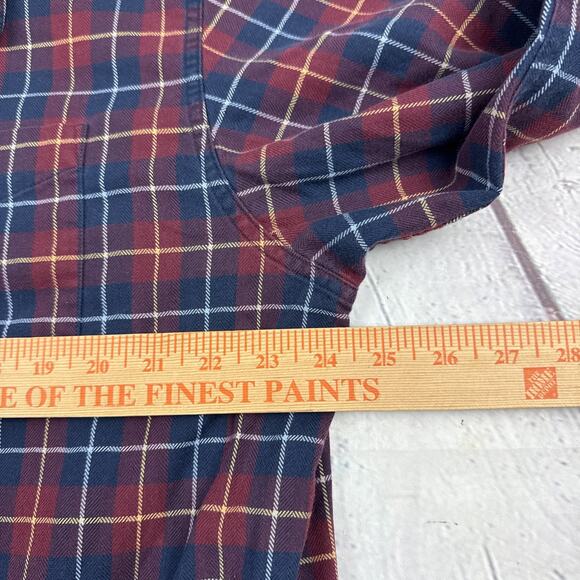 19 20 21 22 23 24 25 26 27 28
E OF THE FINEST PAINTS